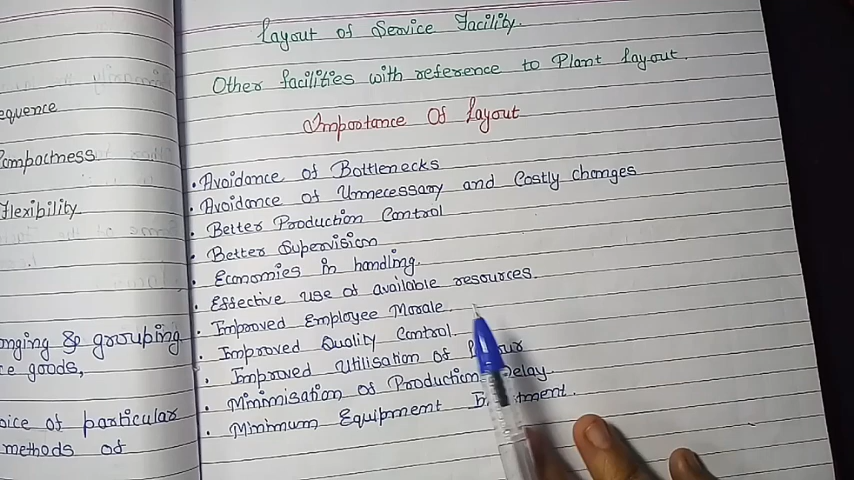 Layout of Service Facility.
Other facilities with reference to Plant layout.
Importance Of Layout
• Avoidance of Bottlenecks
• Avoidance of Unnecessary and Costly changes
• Better Production Control
• Better Supervision
• Economies in handling.
• Effective use of available resources.
• Improved Employee Morale.
• Improved Quality Control
• Improved Utilisation of
• Minimisation of Production Delay
• Minimum Equipment
equence
Compactness
Flexibility
nging & grouping
e goods,
oice of particular
methods of